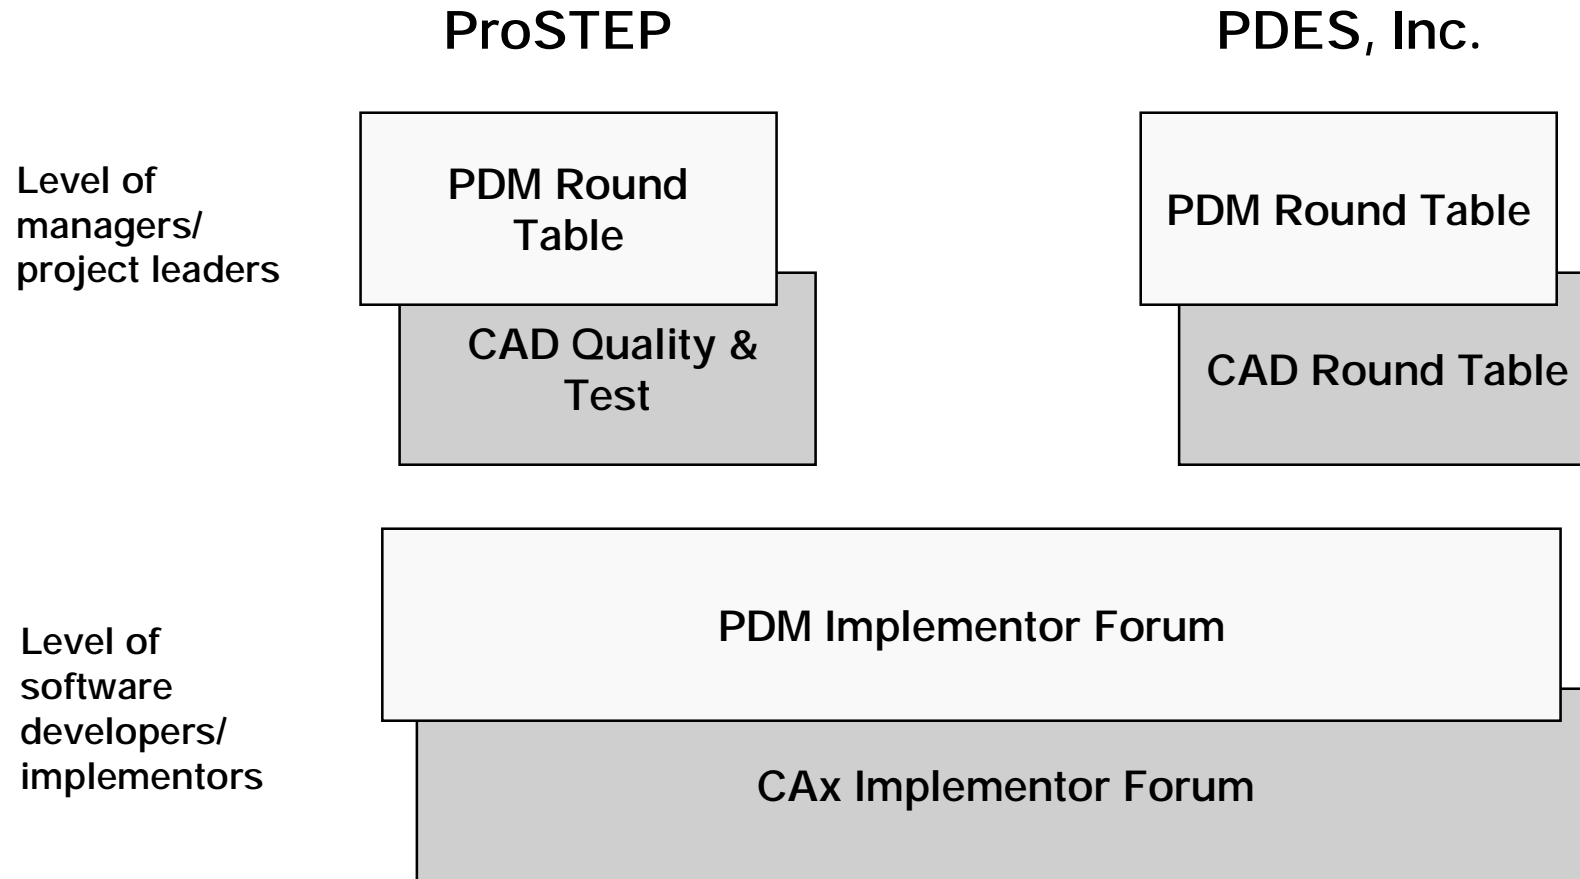 ProSTEP
PDES, Inc.
Level of
managers/
project leaders
PDM Round
Table
CAD Quality &
Test
PDM Round Table
CAD Round Table
Level of
software
developers/
implementors
PDM Implementor Forum
CAx Implementor Forum